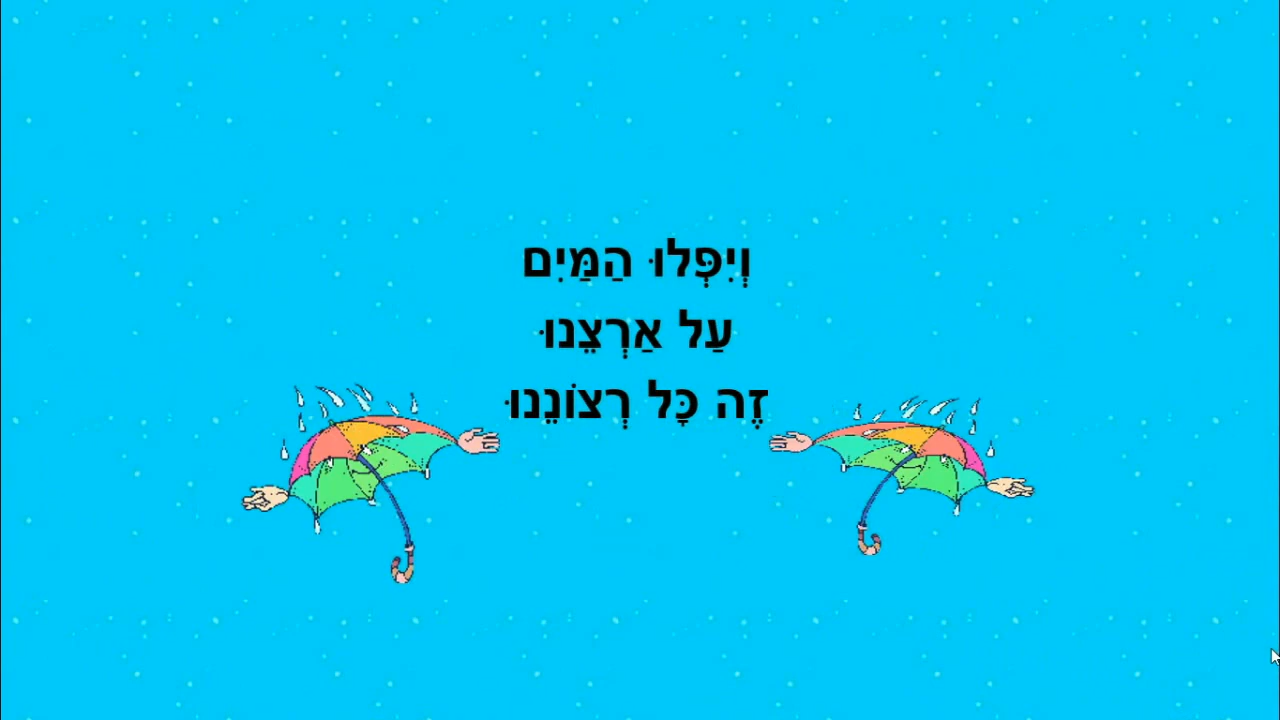 וְיִפְּלוּ הַמַּיִם
עַל אַרְצֵנוּ
זֶה כָּל רְצוֹנֵנוּ